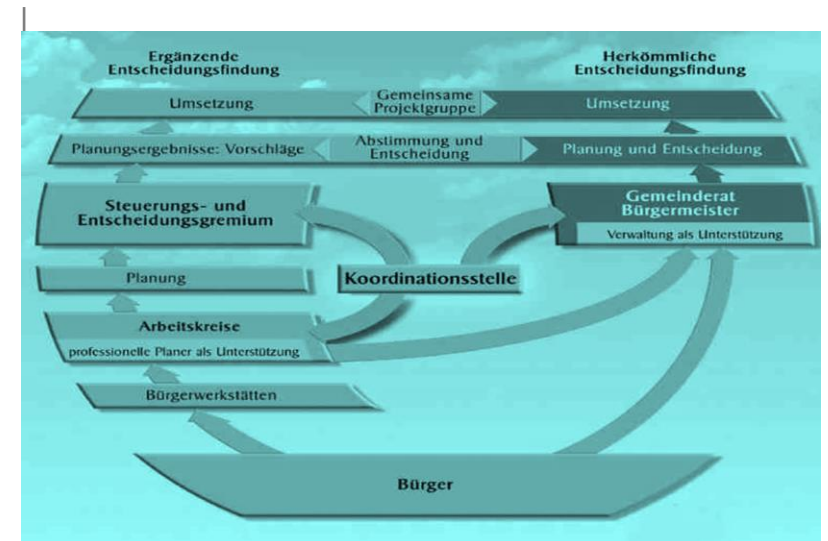 Ergänzende
Entscheidungsfindung
Herkömmliche
Entscheidungsfindung
Umsetzung
Gemeinsame
Projektgruppe
Umsetzung
Planungsergebnisse: Vorschläge
Abstimmung und
Entscheidung
Planung und Entscheidung
Steuerungs- und
Entscheidungsgremium
Gemeinderat
Bürgermeister
Verwaltung als Unterstützung
Planung
Koordinationsstelle
Arbeitskreise
professionelle Planer als Unterstützung
Bürgerwerkstätten
Bürger